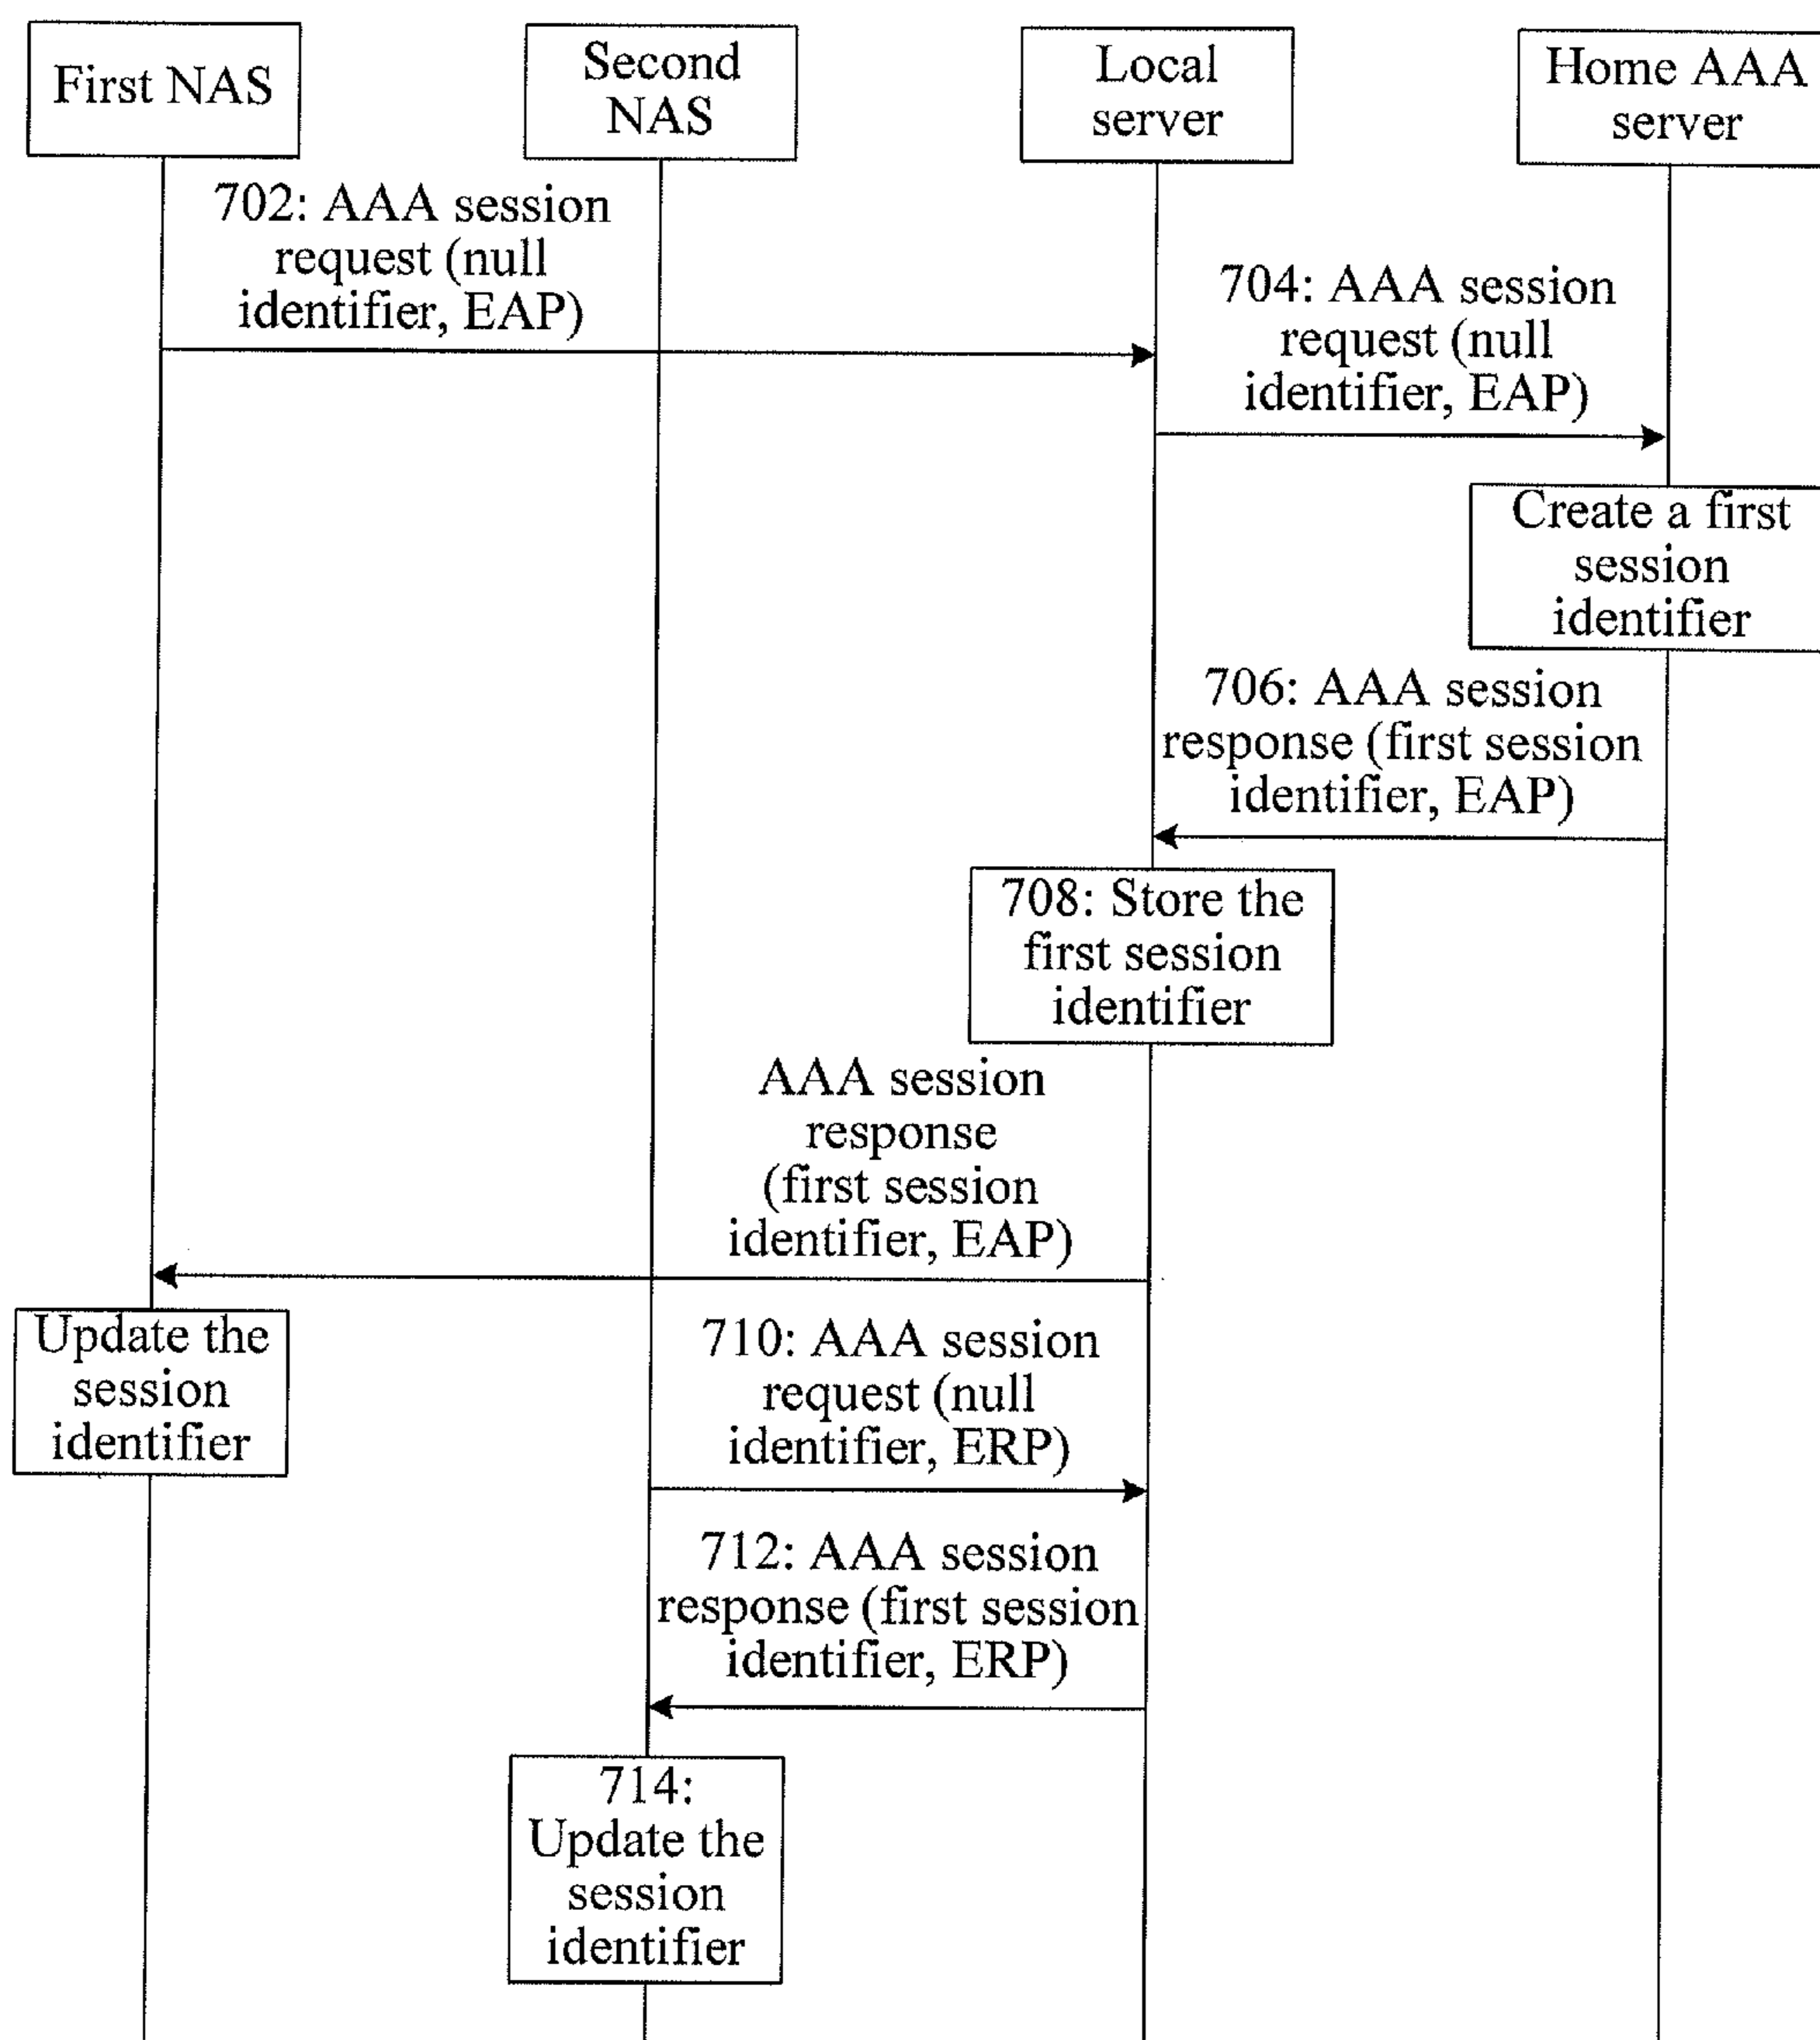 First NAS
Second
NAS
Local
server
Home AAA
server
702: AAA session
request (null
identifier, EAP)
704: AAA session
request (null
identifier, EAP)
Create a first
session
identifier
706: AAA session
response (first session
identifier, EAP)
708: Store the
first session
identifier
AAA session
response
(first session
identifier, EAP)
Update the
session
identifier
710: AAA session
request (null
identifier, ERP)
712: AAA session
response (first session
identifier, ERP)
714:
Update the
session
identifier